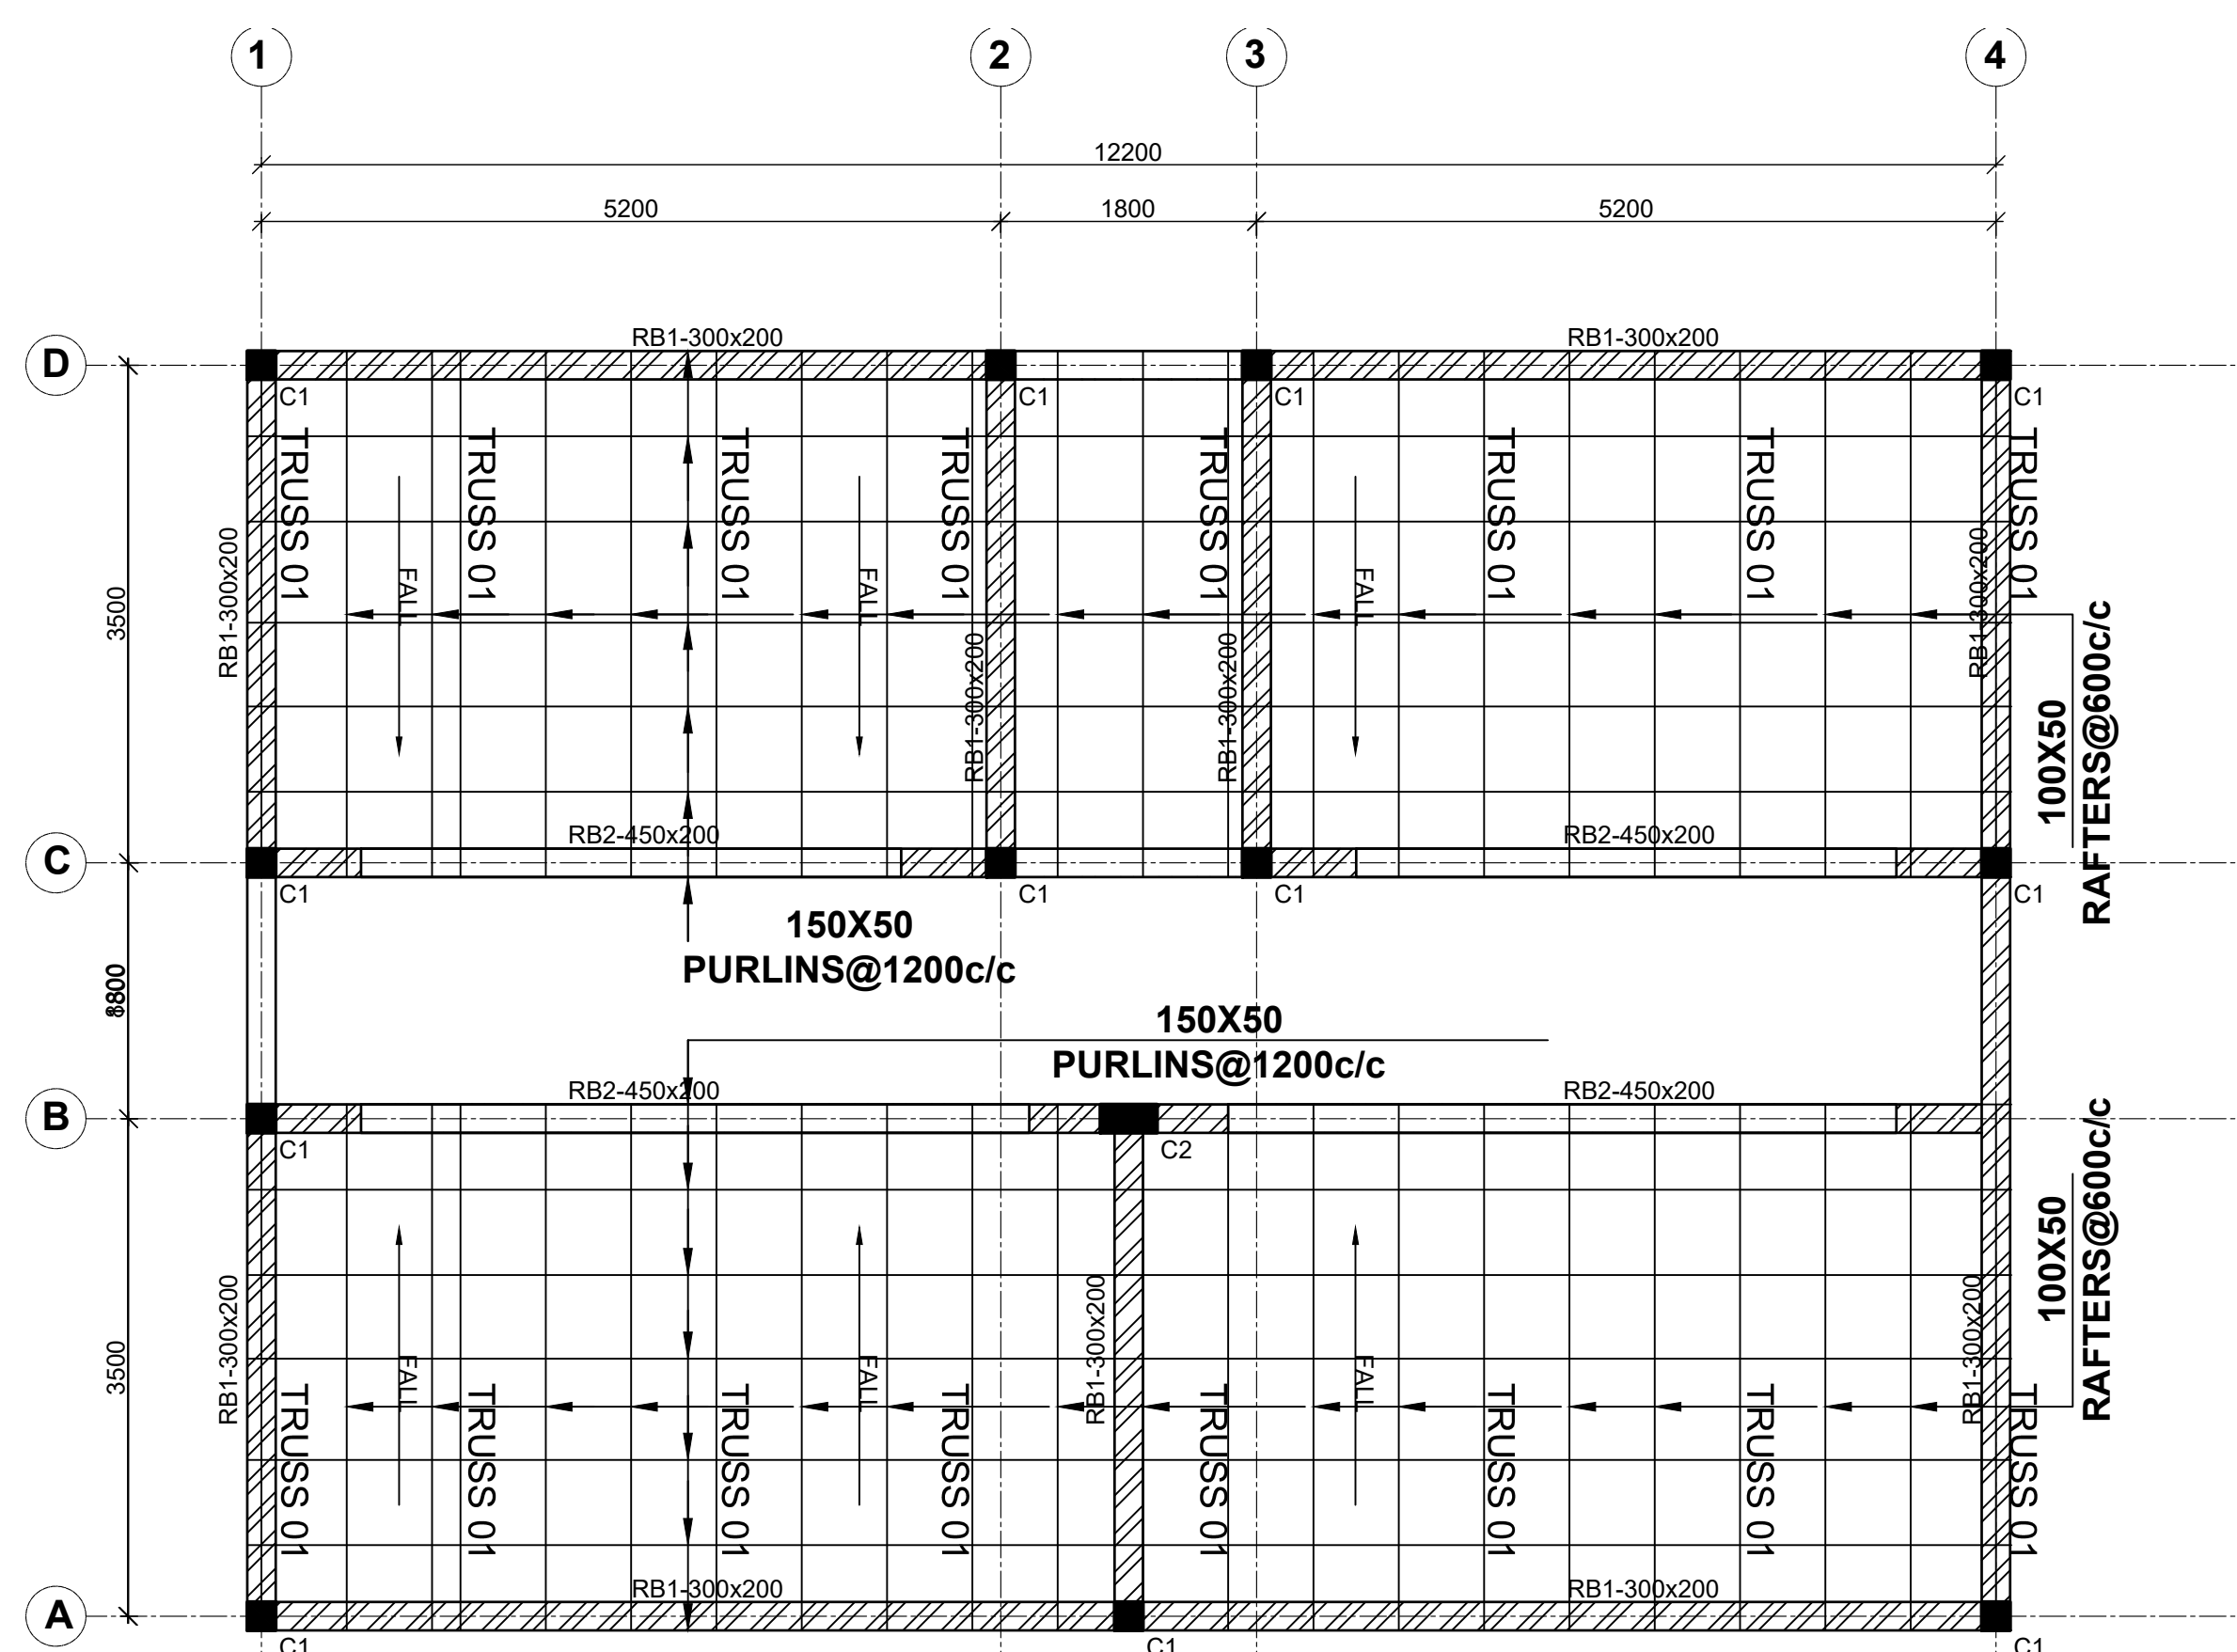 1 2 3 4
12200
5200 1800 5200
RB1-300x200 RB1-300x200
D
C1 C1 C1 C1
TRUSS 01 TRUSS 01 TRUSS 01 TRUSS 01 TRUSS 01 TRUSS 01 TRUSS 01 TRUSS 01
FALL FALL FALL
3500
RB1-300x200 RB1-300x200 RB1-300x200 RB1-300x200
100X50
RAFTERS@600c/c
RB2-450x200 RB2-450x200
C
C1 C1 C1 C1
150X50
PURLINS@1200c/c
150X50
PURLINS@1200c/c
RB2-450x200 RB2-450x200
B
C1 C2
100X50
RAFTERS@600c/c
3500
RB1-300x200 RB1-300x200 RB1-300x200
FALL FALL FALL
TRUSS 01 TRUSS 01 TRUSS 01 TRUSS 01 TRUSS 01 TRUSS 01 TRUSS 01 TRUSS 01
RB1-300x200 RB1-300x200
A
C1 C1 C1